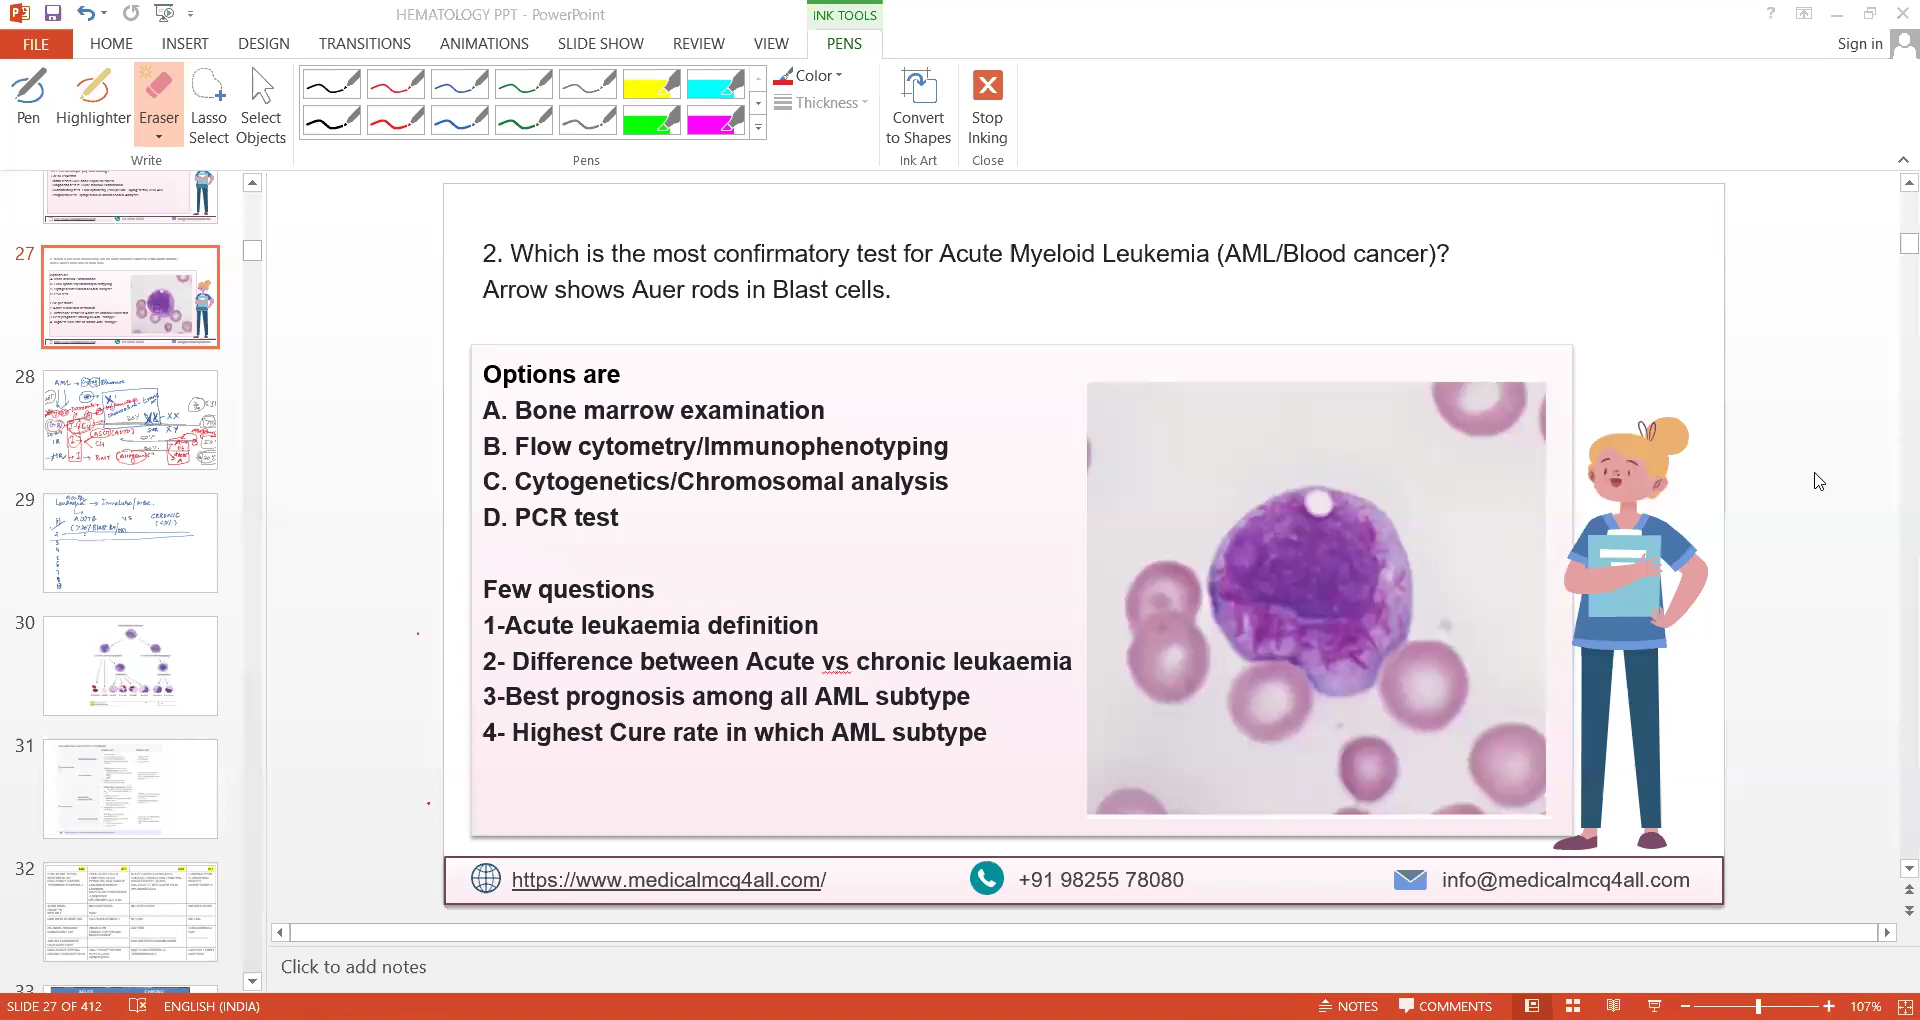 HEMATOLOGY PPT - PowerPoint
INK TOOLS
FILE
HOME
INSERT
DESIGN
TRANSITIONS
ANIMATIONS
SLIDE SHOW
REVIEW
VIEW
PENS
Sign in
Pen
Highlighter
Eraser
Lasso
Select
Select
Objects
Color
Thickness
Convert
to Shapes
Stop
Inking
Write
Pens
Ink Art
Close
27
28
29
30
31
32
33
2. Which is the most confirmatory test for Acute Myeloid Leukemia (AML/Blood cancer)?
Arrow shows Auer rods in Blast cells.
Options are
A. Bone marrow examination
B. Flow cytometry/Immunophenotyping
C. Cytogenetics/Chromosomal analysis
D. PCR test
Few questions
1-Acute leukaemia definition
2- Difference between Acute vs chronic leukaemia
3-Best prognosis among all AML subtype
4- Highest Cure rate in which AML subtype
https://www.medicalmcq4all.com/
+91 98255 78080
info@medicalmcq4all.com
Click to add notes
SLIDE 27 OF 412
ENGLISH (INDIA)
NOTES
COMMENTS
107%